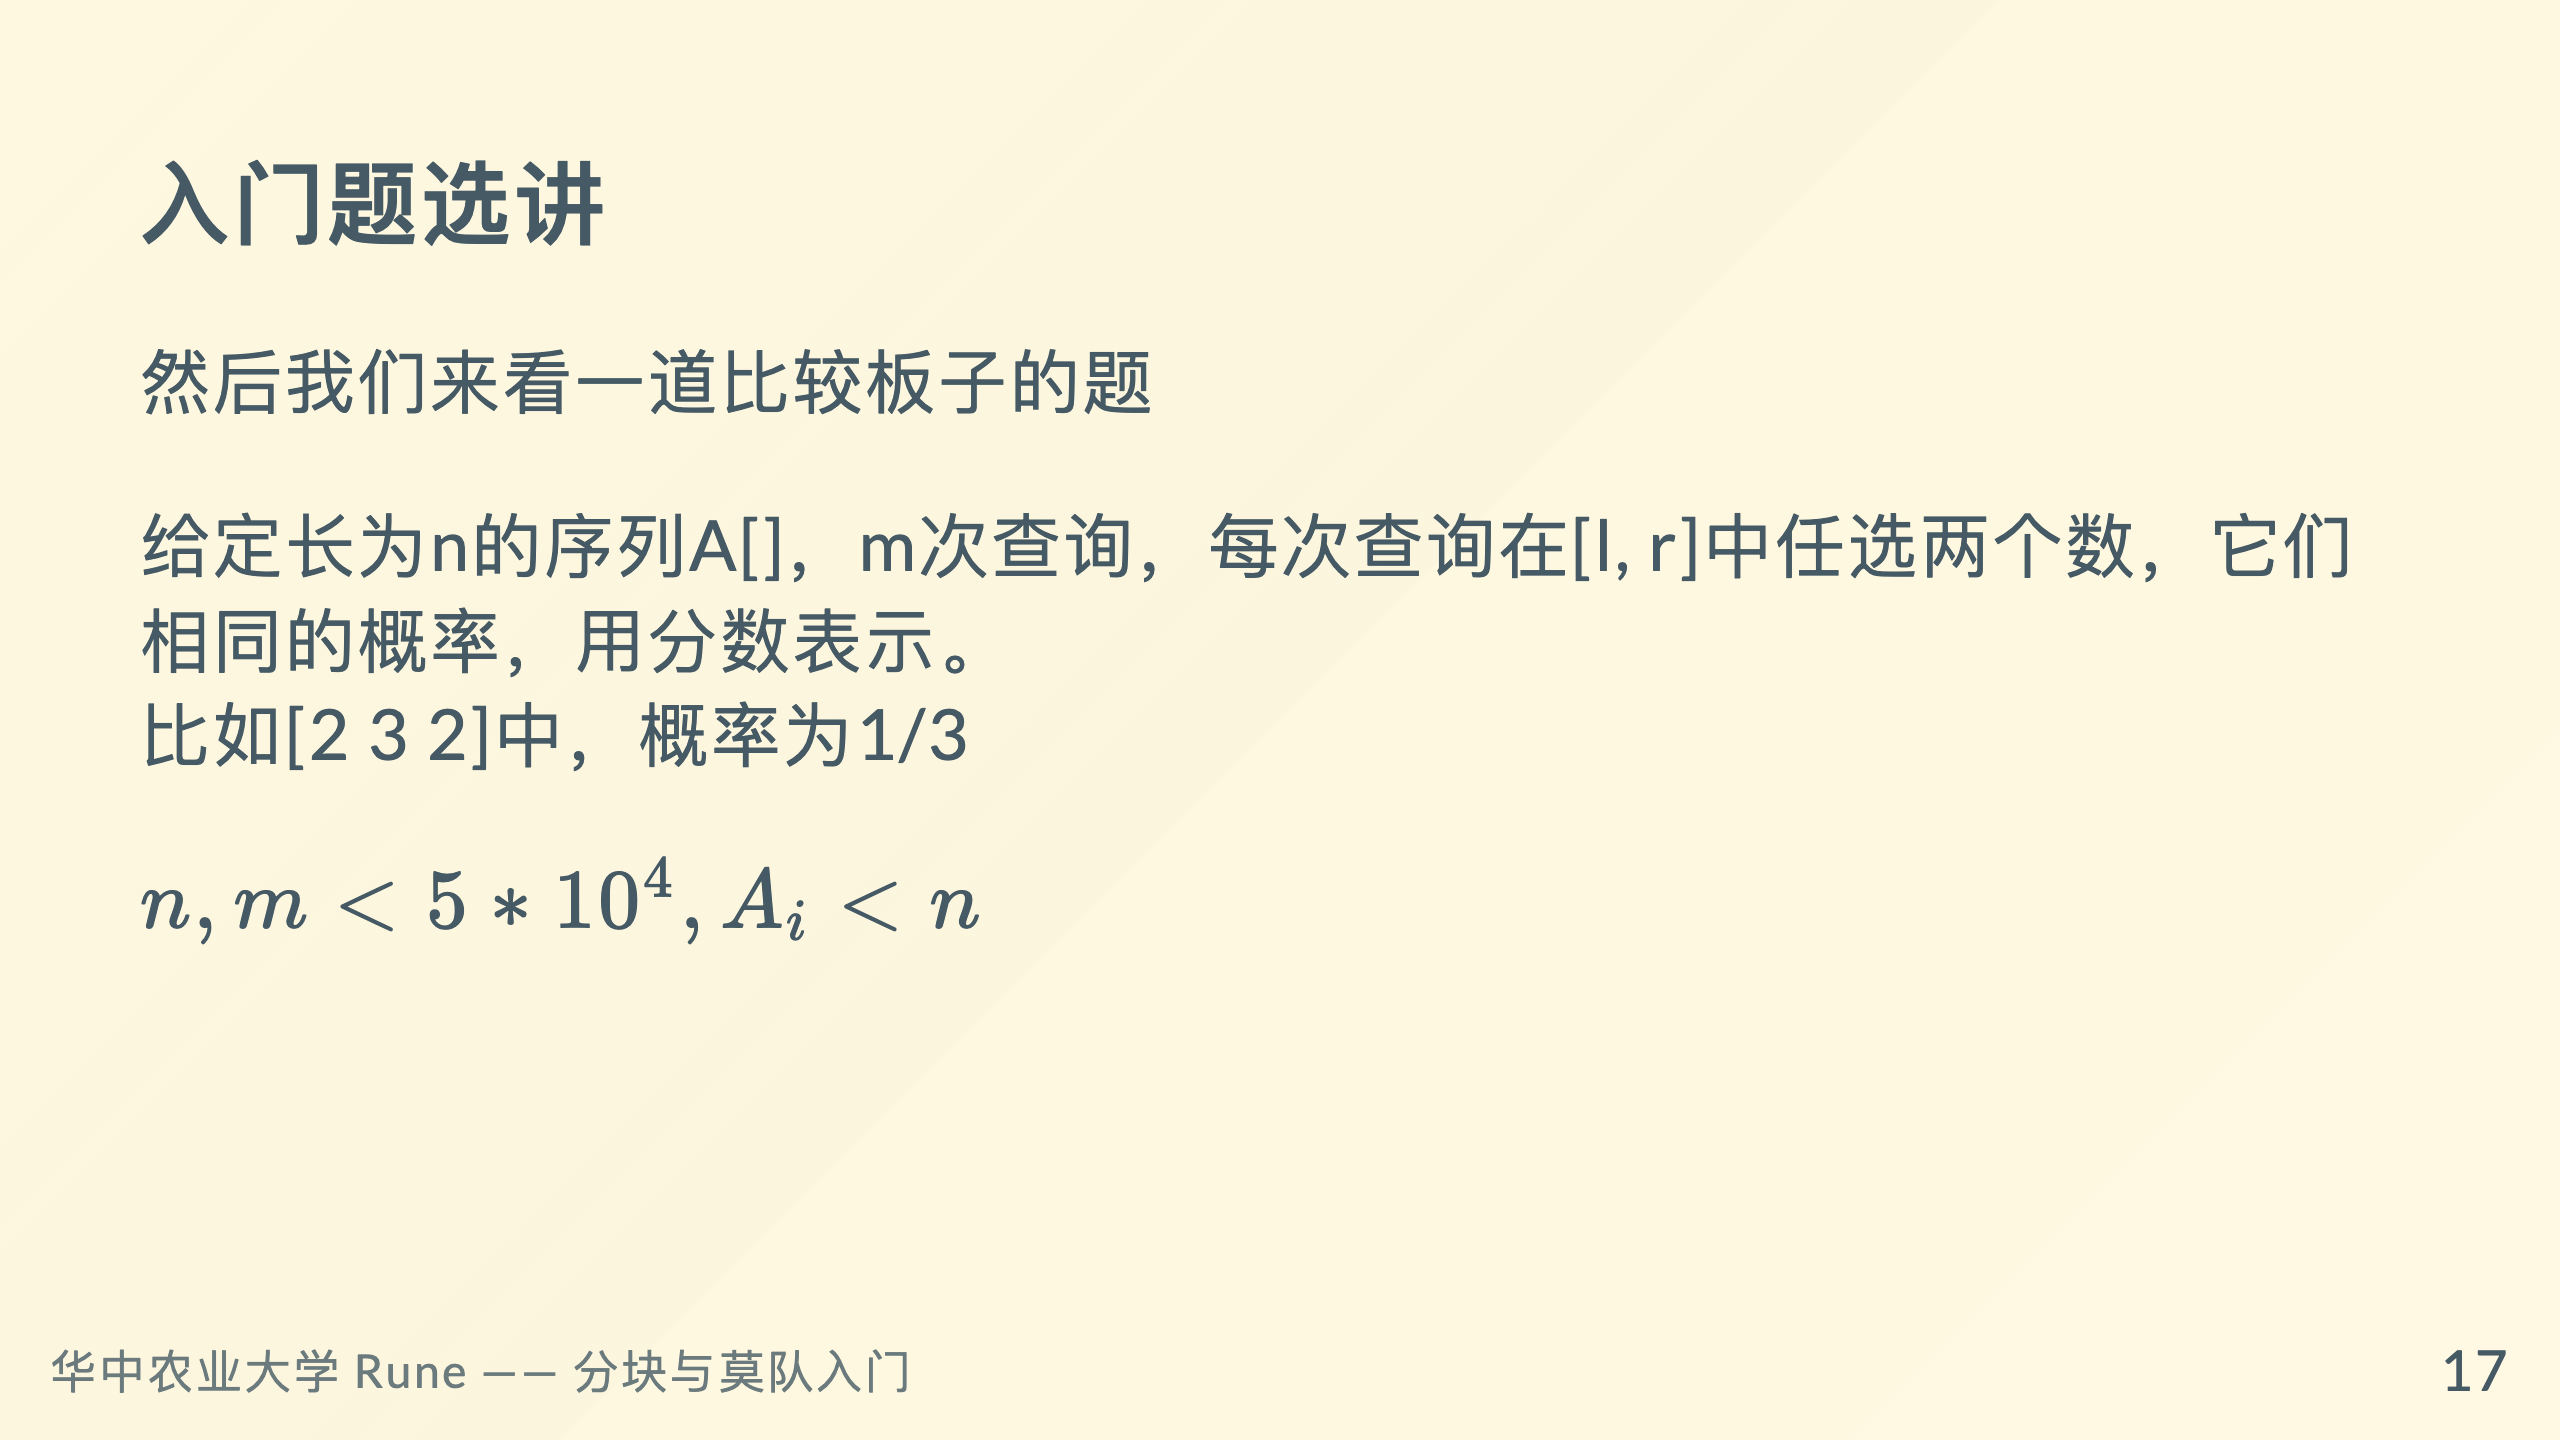 入门题选讲
然后我们来看一道比较板子的题
给定长为n的序列A[]，m次查询，每次查询在[l, r]中任选两个数，它们
相同的概率，用分数表示。
比如[2 3 2]中，概率为1/3
n, m < 5 * 10⁴, Aᵢ < n
华中农业大学 Rune —— 分块与莫队入门
17